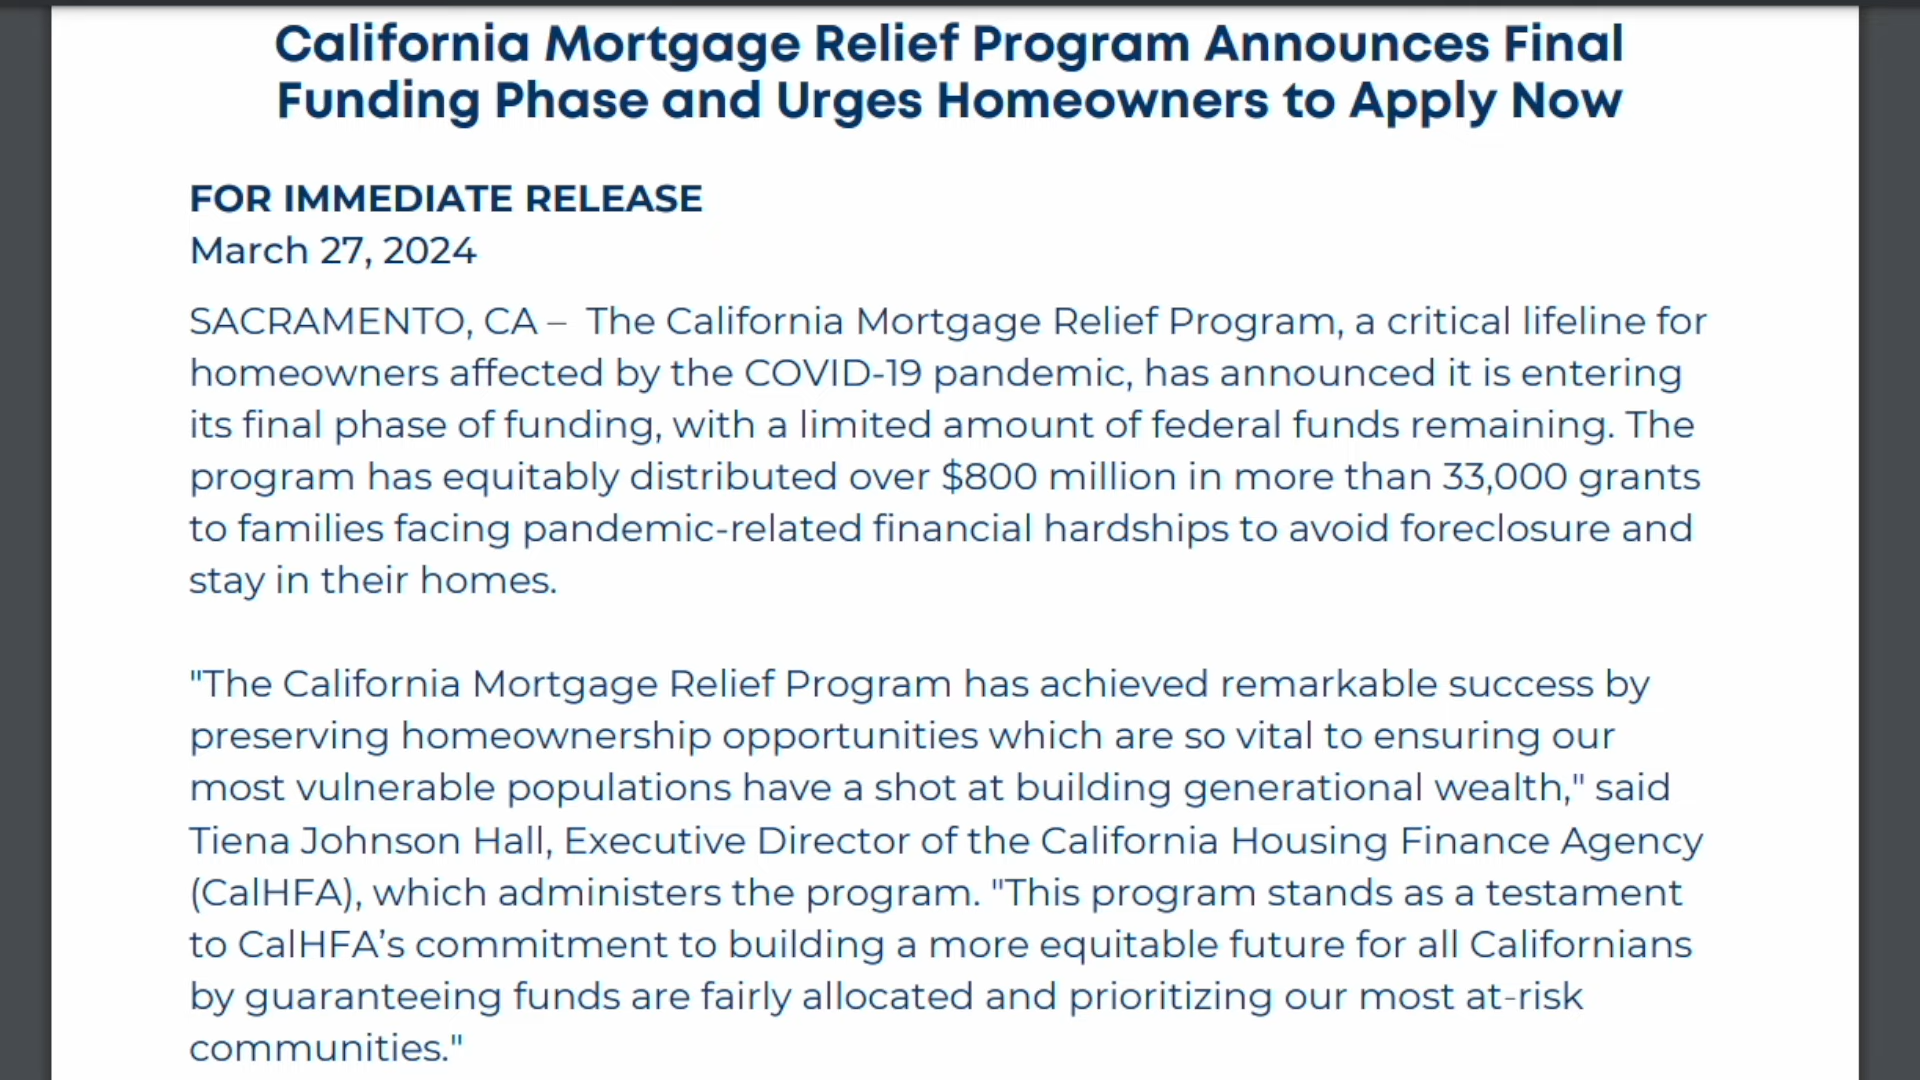 California Mortgage Relief Program Announces Final
Funding Phase and Urges Homeowners to Apply Now
FOR IMMEDIATE RELEASE
March 27, 2024
SACRAMENTO, CA – The California Mortgage Relief Program, a critical lifeline for
homeowners affected by the COVID-19 pandemic, has announced it is entering
its final phase of funding, with a limited amount of federal funds remaining. The
program has equitably distributed over $800 million in more than 33,000 grants
to families facing pandemic-related financial hardships to avoid foreclosure and
stay in their homes.
"The California Mortgage Relief Program has achieved remarkable success by
preserving homeownership opportunities which are so vital to ensuring our
most vulnerable populations have a shot at building generational wealth," said
Tiena Johnson Hall, Executive Director of the California Housing Finance Agency
(CalHFA), which administers the program. "This program stands as a testament
to CalHFA’s commitment to building a more equitable future for all Californians
by guaranteeing funds are fairly allocated and prioritizing our most at-risk
communities."